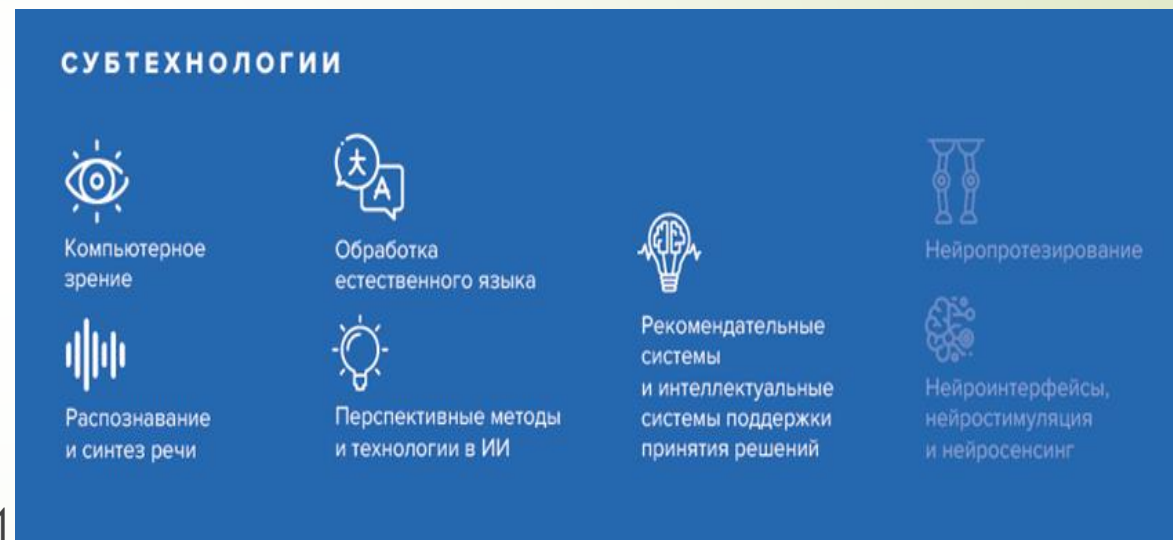 СУБТЕХНОЛОГИИ
Компьютерное
зрение
Распознавание
и синтез речи
大
A
Обработка
естественного языка
Перспективные методы
и технологии в ИИ
Рекомендательные
системы
и интеллектуальные
системы поддержки
принятия решений
Нейропротезирование
Нейроинтерфейсы,
нейростимуляция
и нейросенсинг